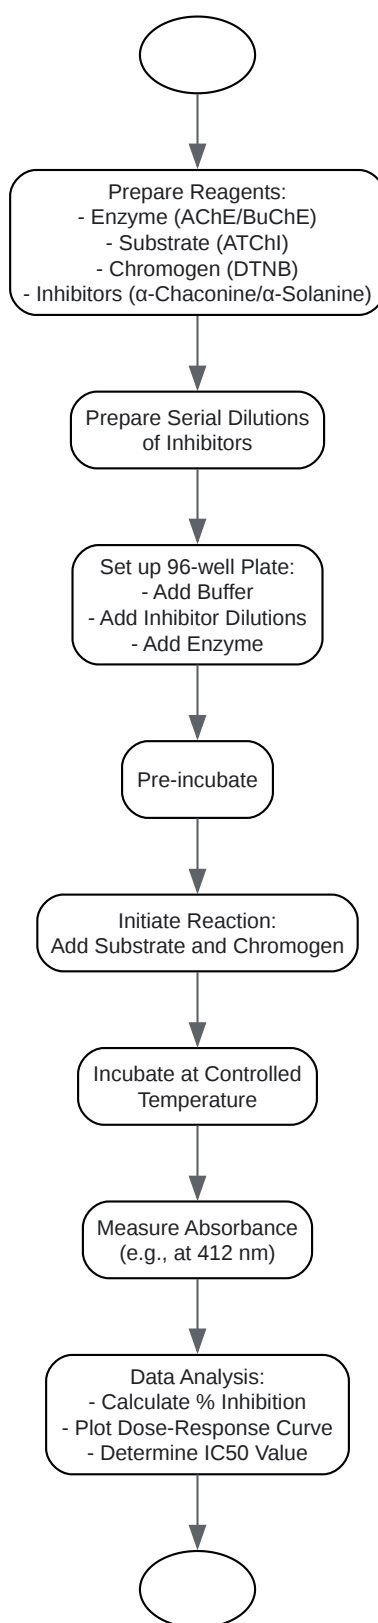 Prepare Reagents:
- Enzyme (AChE/BuChE)
- Substrate (ATChI)
- Chromogen (DTNB)
- Inhibitors (α-Chaconine/α-Solanine)
Prepare Serial Dilutions
of Inhibitors
Set up 96-well Plate:
- Add Buffer
- Add Inhibitor Dilutions
- Add Enzyme
Pre-incubate
Initiate Reaction:
Add Substrate and Chromogen
Incubate at Controlled
Temperature
Measure Absorbance
(e.g., at 412 nm)
Data Analysis:
- Calculate % Inhibition
- Plot Dose-Response Curve
- Determine IC50 Value